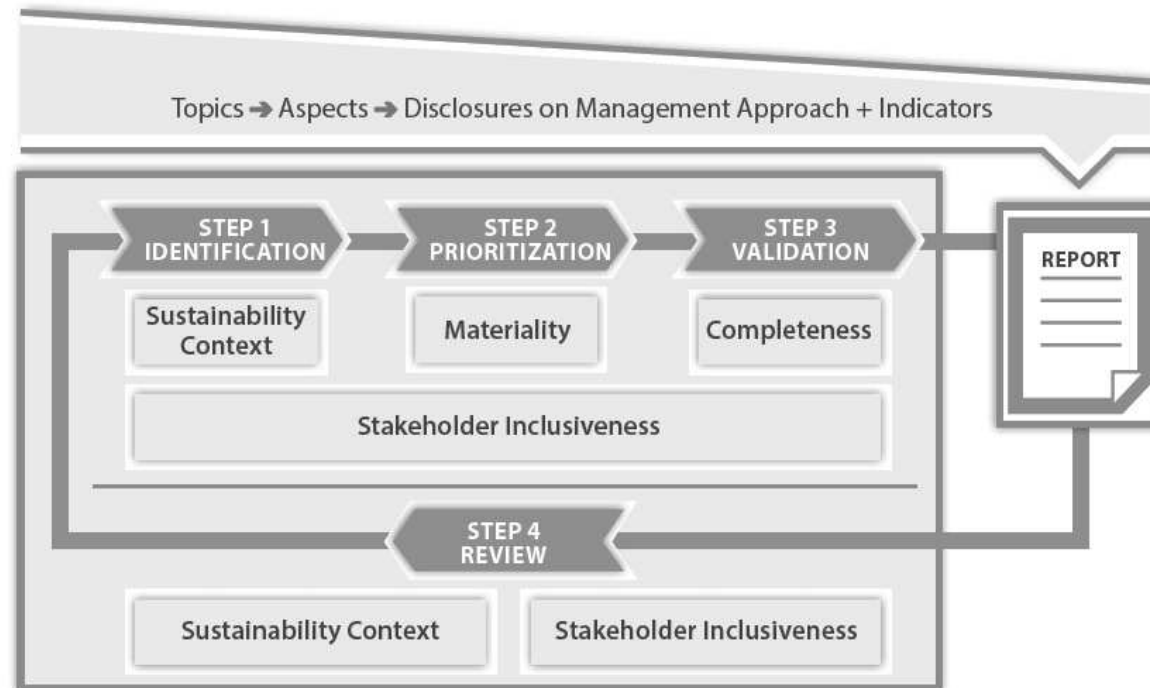 Topics ➔ Aspects ➔ Disclosures on Management Approach + Indicators
STEP 1
IDENTIFICATION
STEP 2
PRIORITIZATION
STEP 3
VALIDATION
REPORT
Sustainability
Context
Materiality
Completeness
Stakeholder Inclusiveness
STEP 4
REVIEW
Sustainability Context
Stakeholder Inclusiveness